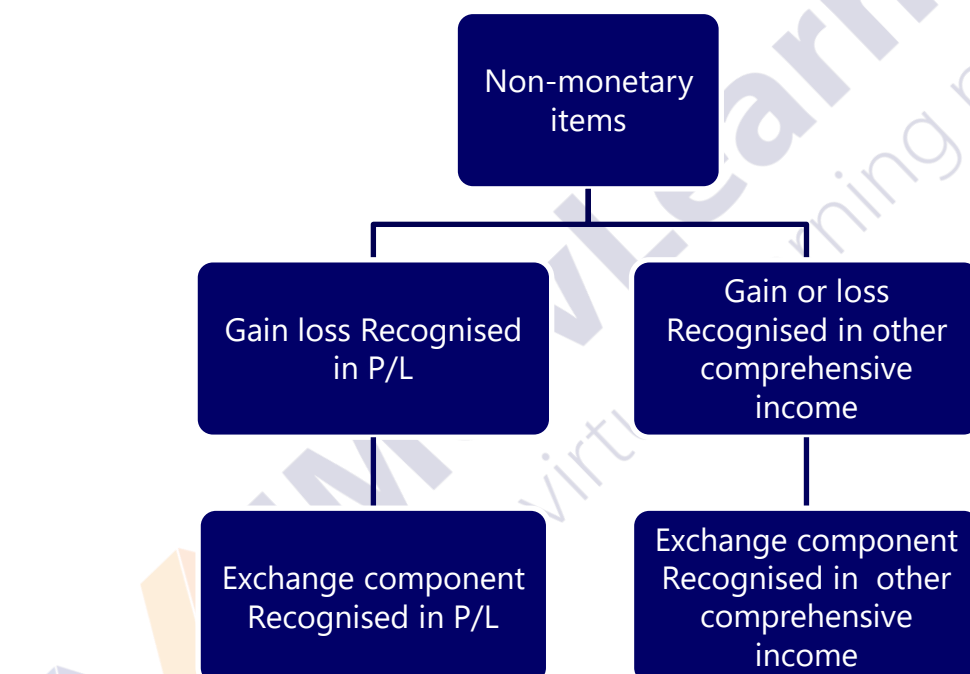 Non-monetary
items
Gain loss Recognised
in P/L
Gain or loss
Recognised in other
comprehensive
income
Exchange component
Recognised in P/L
Exchange component
Recognised in other
comprehensive
income